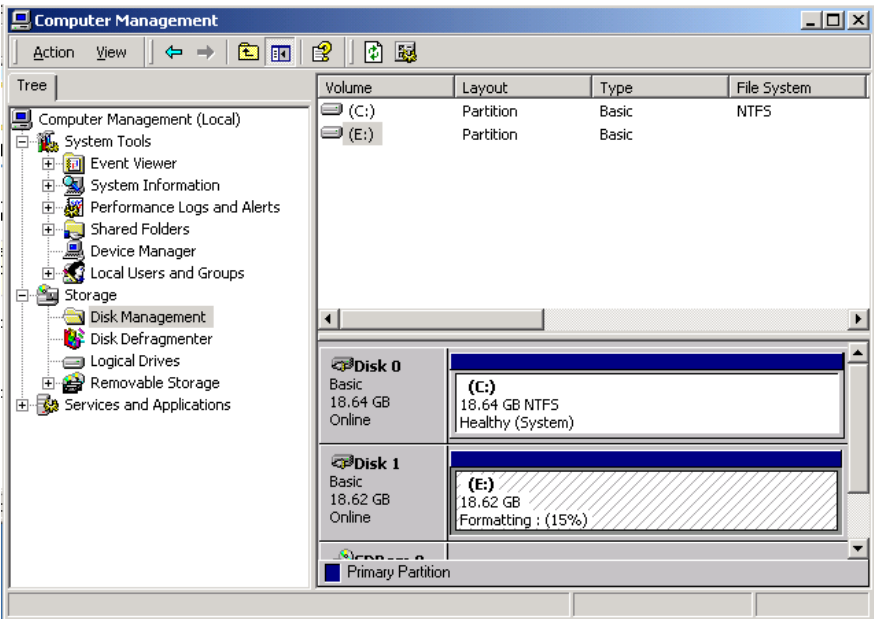 Computer Management
Action View
Tree
Computer Management (Local)
System Tools
Event Viewer
System Information
Performance Logs and Alerts
Shared Folders
Device Manager
Local Users and Groups
Storage
Disk Management
Disk Defragmenter
Logical Drives
Removable Storage
Services and Applications
Volume Layout Type File System
(C:) Partition Basic NTFS
(E:) Partition Basic
Disk 0
Basic
18.64 GB
Online
(C:)
18.64 GB NTFS
Healthy (System)
Disk 1
Basic
18.62 GB
Online
(E:)
18.62 GB
Formatting : (15%)
Primary Partition